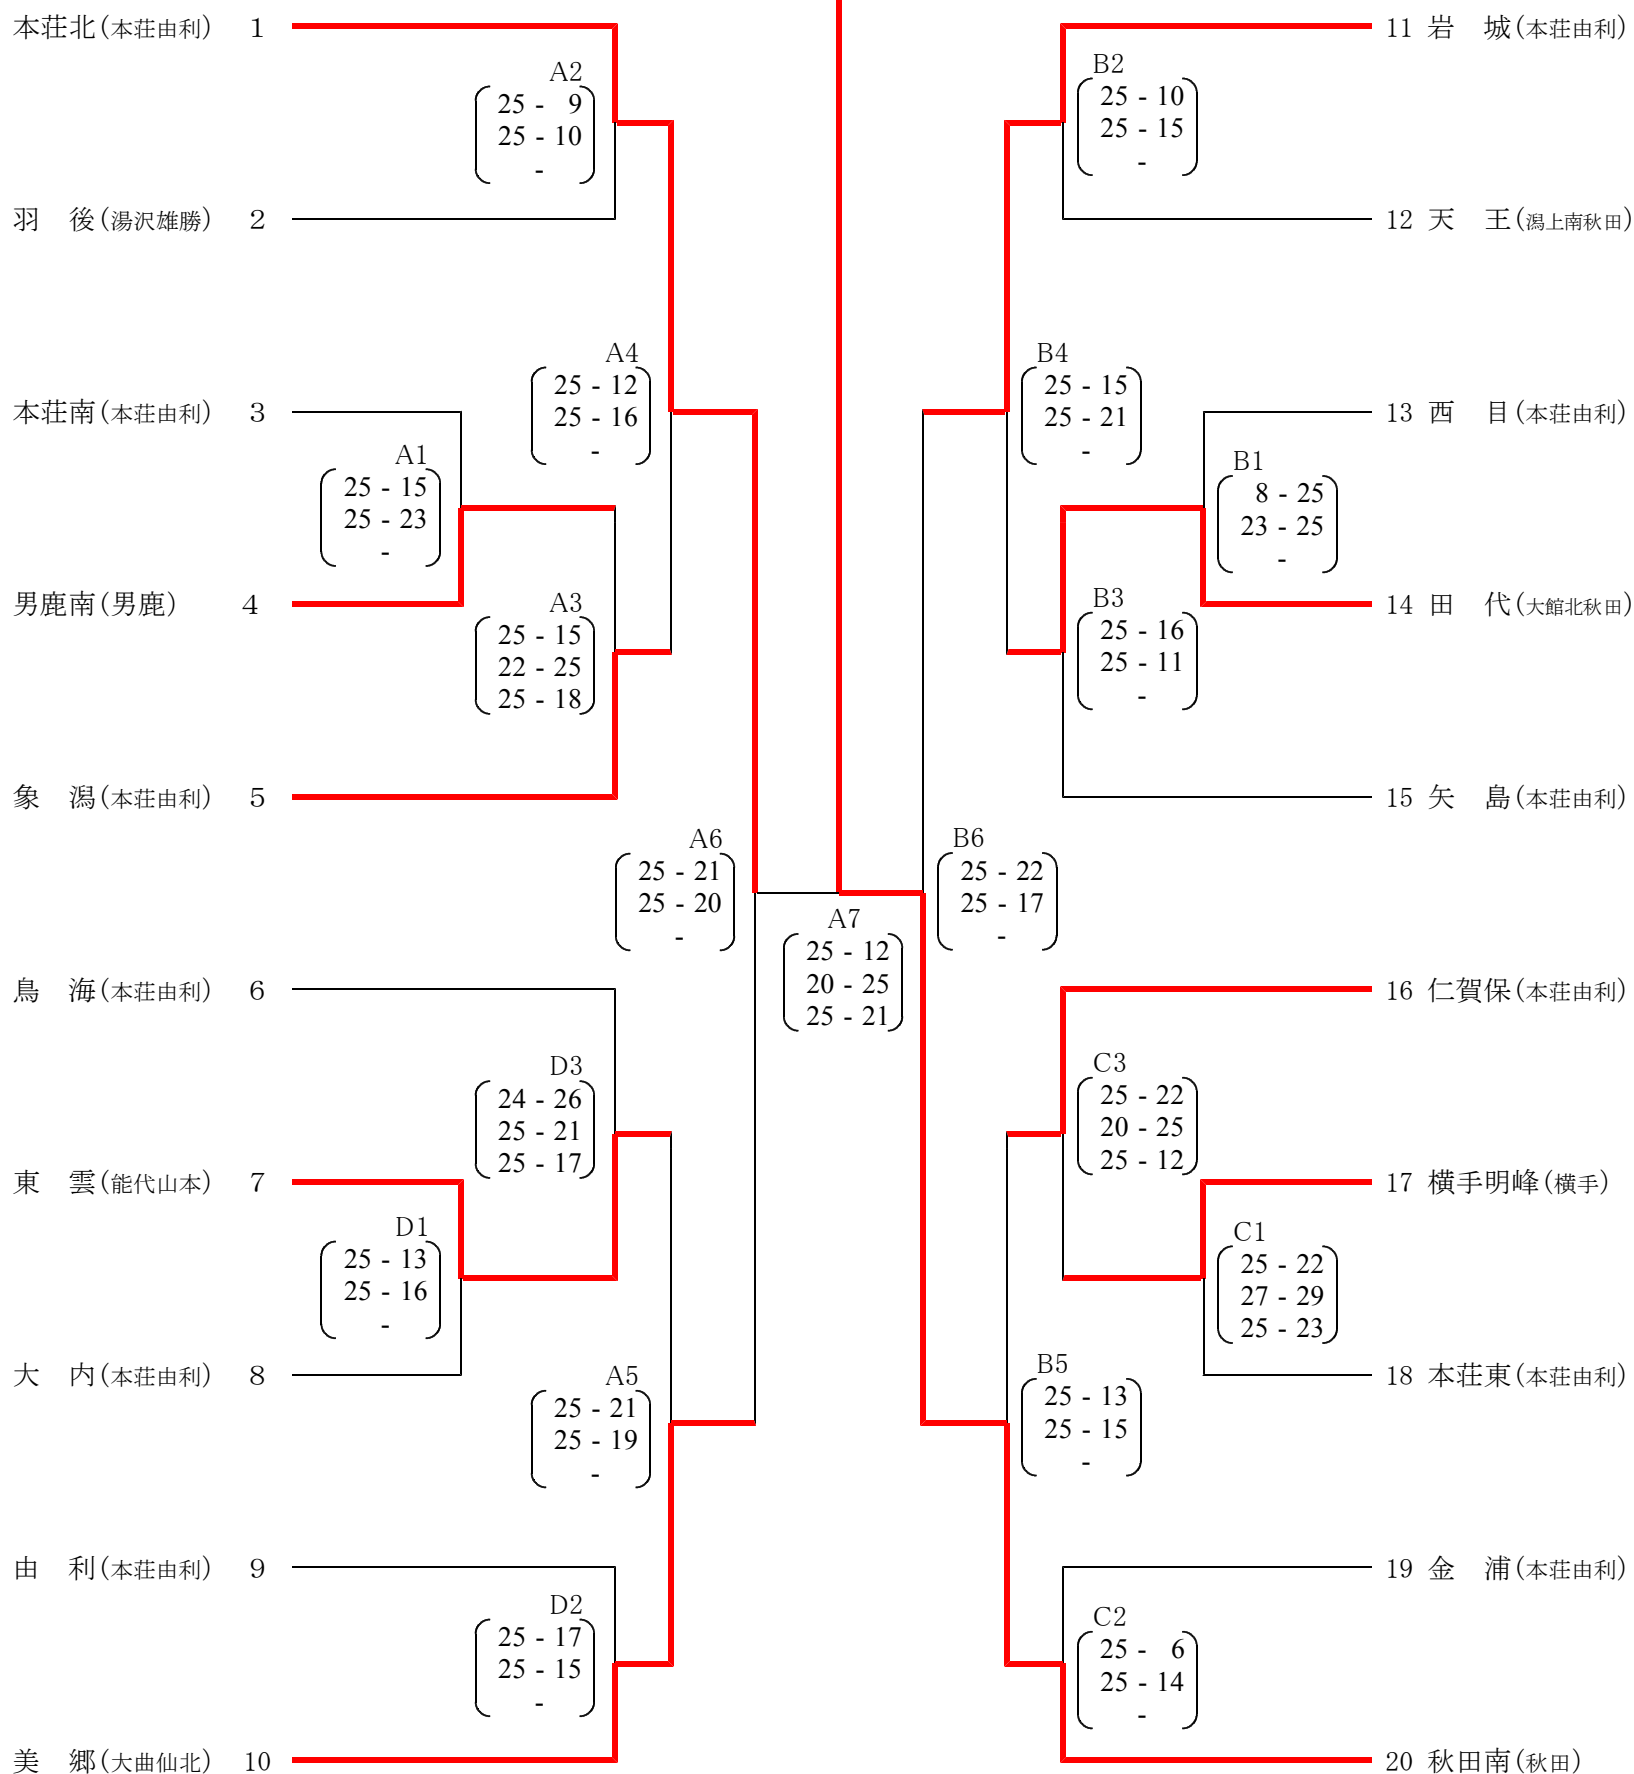 本荘北(本荘由利) 1
A2
25 - 9
25 - 10
-
羽　後(湯沢雄勝) 2
A4
25 - 12
25 - 16
-
本荘南(本荘由利) 3
A1
25 - 15
25 - 23
-
男鹿南(男鹿) 4
A3
25 - 15
22 - 25
25 - 18
象　潟(本荘由利) 5
A6
25 - 21
25 - 20
-
鳥　海(本荘由利) 6
D3
24 - 26
25 - 21
25 - 17
東　雲(能代山本) 7
D1
25 - 13
25 - 16
-
大　内(本荘由利) 8
A5
25 - 21
25 - 19
-
由　利(本荘由利) 9
D2
25 - 17
25 - 15
-
美　郷(大曲仙北) 10
A7
25 - 12
20 - 25
25 - 21
11 岩　城(本荘由利)
B2
25 - 10
25 - 15
-
12 天　王(潟上南秋田)
B4
25 - 15
25 - 21
-
13 西　目(本荘由利)
B1
8 - 25
23 - 25
-
14 田　代(大館北秋田)
B3
25 - 16
25 - 11
-
15 矢　島(本荘由利)
B6
25 - 22
25 - 17
-
16 仁賀保(本荘由利)
C3
25 - 22
20 - 25
25 - 12
17 横手明峰(横手)
C1
25 - 22
27 - 29
25 - 23
18 本荘東(本荘由利)
B5
25 - 13
25 - 15
-
19 金　浦(本荘由利)
C2
25 - 6
25 - 14
-
20 秋田南(秋田)